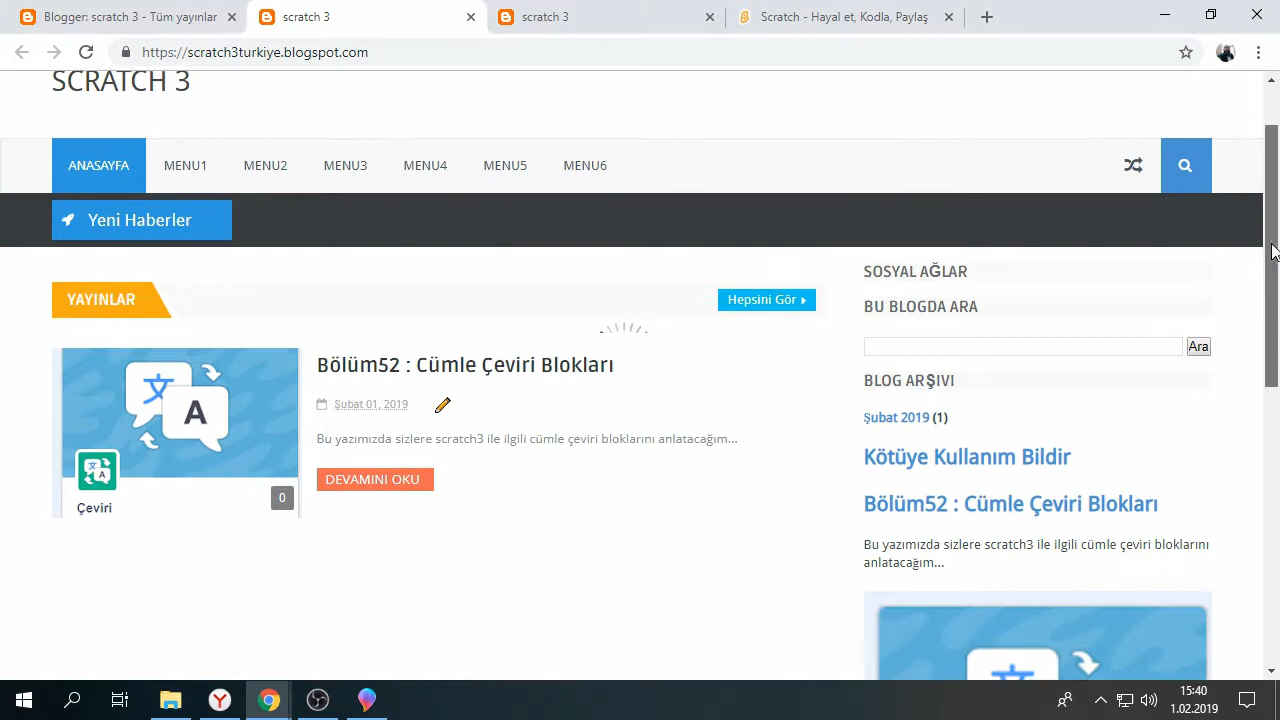 Blogger: scratch 3 - Tüm yayınlar
scratch 3
scratch 3
Scratch - Hayal et, Kodla, Paylaş
https://scratch3turkiye.blogspot.com
SCRATCH 3
ANASAYFA
MENU1
MENU2
MENU3
MENU4
MENU5
MENU6
Yeni Haberler
YAYINLAR
Hepsini Gör
Bölüm52 : Cümle Çeviri Blokları
Şubat 01, 2019
Bu yazımızda sizlere scratch3 ile ilgili cümle çeviri bloklarını anlatacağım...
DEVAMINI OKU
文
A
0
Çeviri
SOSYAL AĞLAR
BU BLOGDA ARA
Ara
BLOG ARŞIVI
Şubat 2019 (1)
Kötüye Kullanım Bildir
Bölüm52 : Cümle Çeviri Blokları
Bu yazımızda sizlere scratch3 ile ilgili cümle çeviri bloklarını
anlatacağım...
15:40
1.02.2019